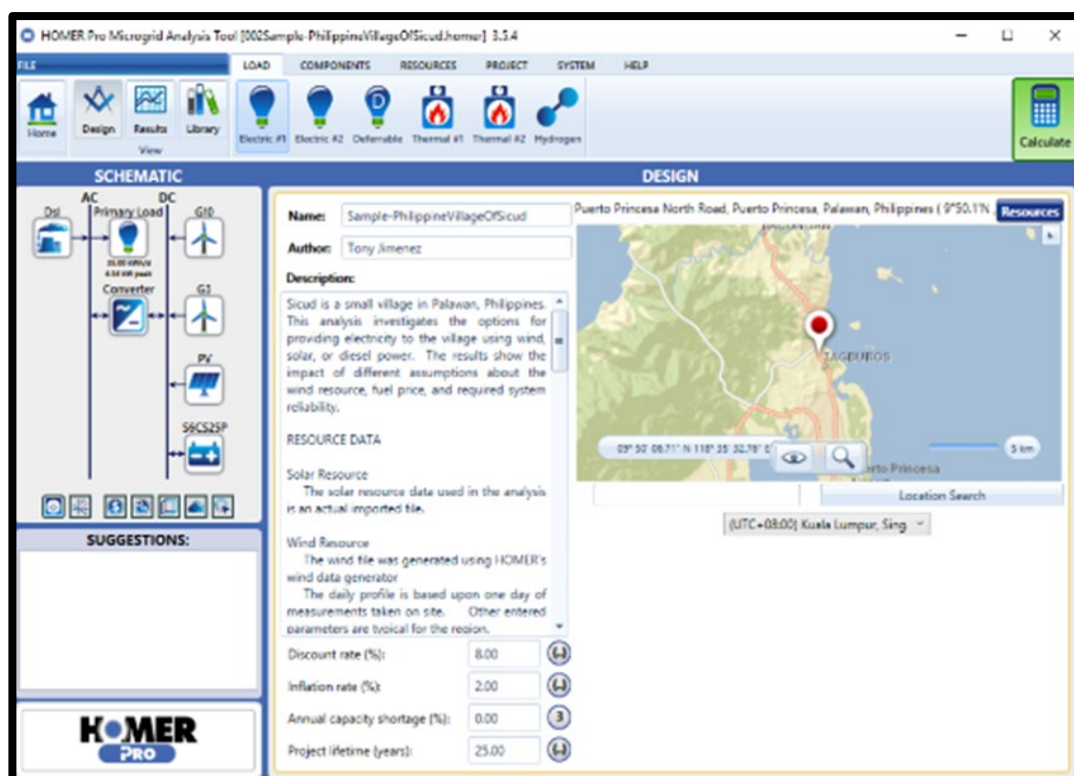 HOMER Pro Microgrid Analysis Tool [002Sample-PhilippineVillageOfSicud.homer] 3.5.4
FILE
LOAD COMPONENTS RESOURCES PROJECT SYSTEM HELP
Home
Design Results Library
View
Electric #1 Electric #2 Deferrable Thermal #1 Thermal #2 Hydrogen
Calculate
SCHEMATIC
AC DC
Dsl Primary Load G10
Converter G3
PV
S6CS25P
SUGGESTIONS:
HOMER
PRO
DESIGN
Name: Sample-PhilippineVillageOfSicud
Author: Tony Jimenez
Description:
Sicud is a small village in Palawan, Philippines.
This analysis investigates the options for
providing electricity to the village using wind,
solar, or diesel power. The results show the
impact of different assumptions about the
wind resource, fuel price, and required system
reliability.
RESOURCE DATA
Solar Resource
The solar resource data used in the analysis
is an actual imported file.
Wind Resource
The wind file was generated using HOMER's
wind data generator
The daily profile is based upon one day of
measurements taken on site. Other entered
parameters are typical for the region.
Discount rate (%): 8.00
Inflation rate (%): 2.00
Annual capacity shortage (%): 0.00 3
Project lifetime (years): 25.00
Puerto Princesa North Road, Puerto Princesa, Palawan, Philippines ( 9°50.1'N , Resources
TAGBUROS
5 km
Location Search
(UTC+08:00) Kuala Lumpur, Sing